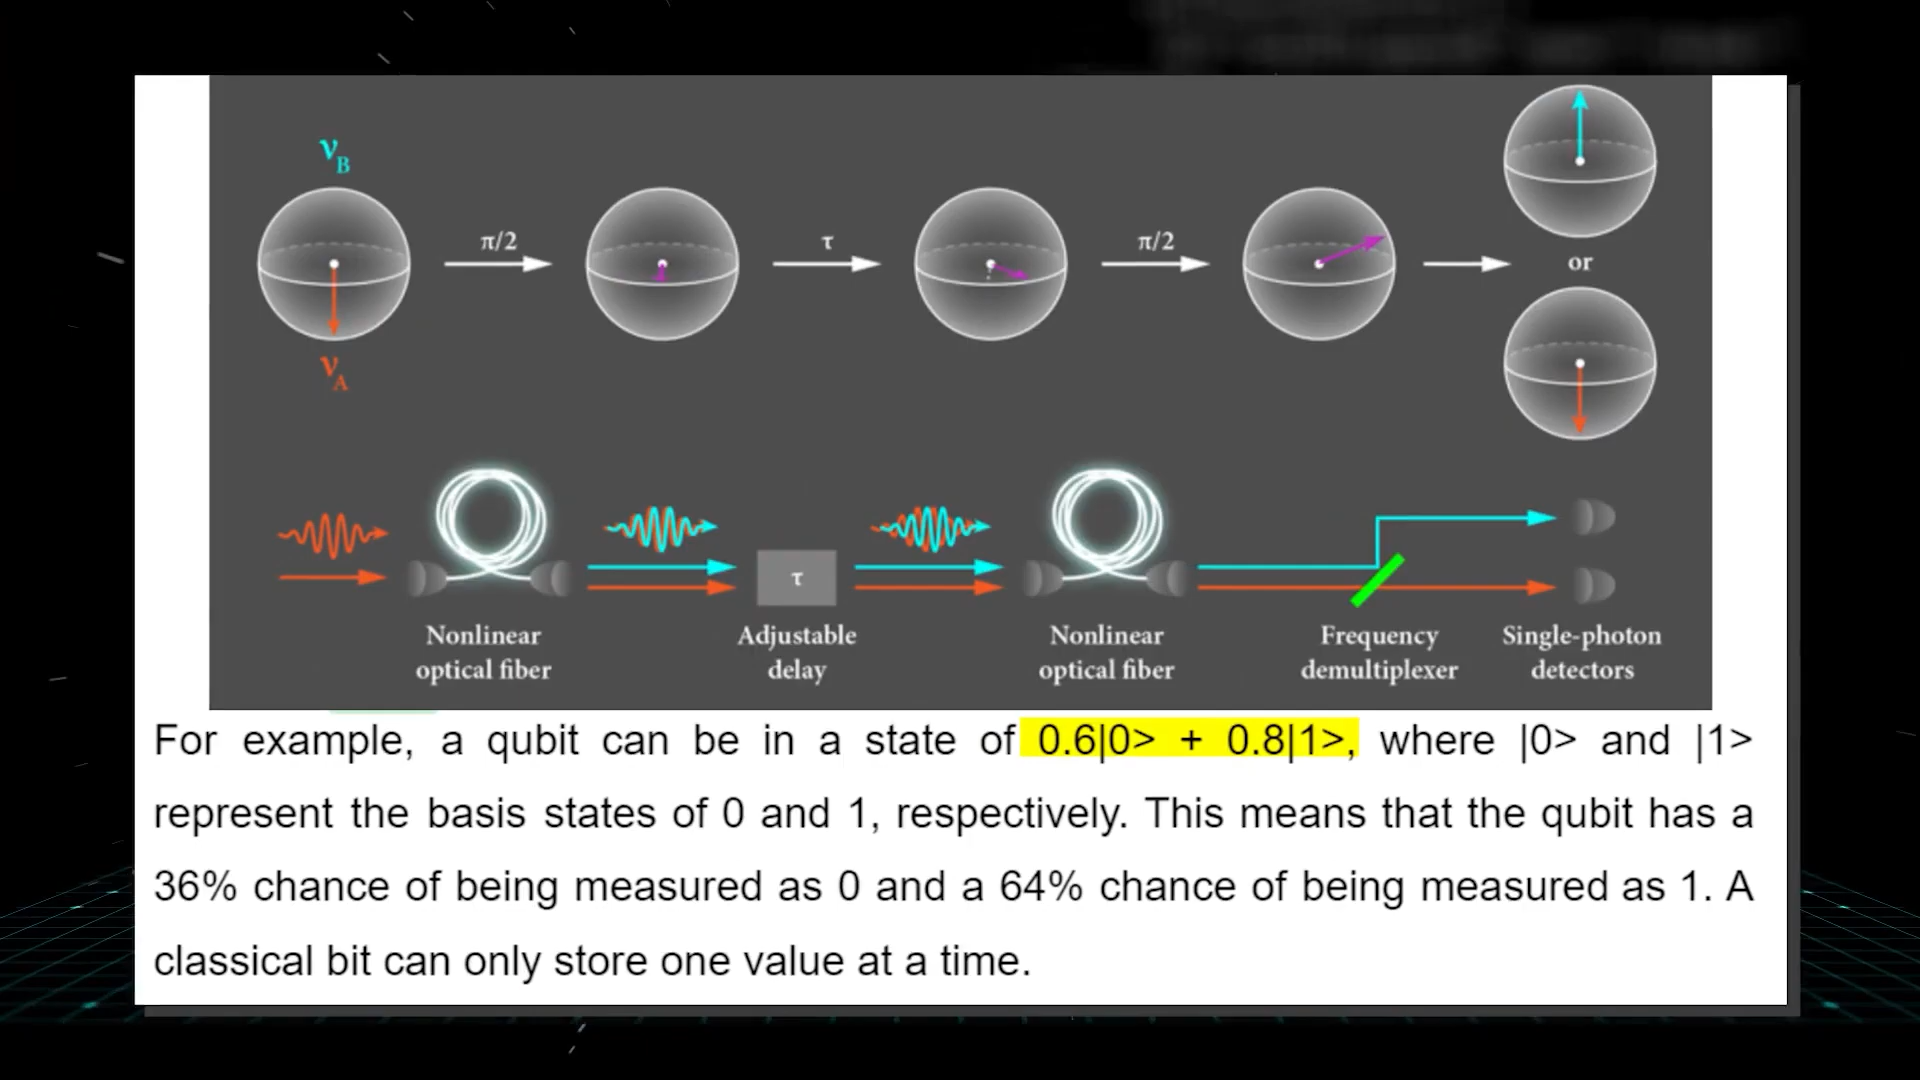 ν_B
π/2
τ
π/2
or
ν_A
τ
Nonlinear
optical fiber
Adjustable
delay
Nonlinear
optical fiber
Frequency
demultiplexer
Single-photon
detectors
For example, a qubit can be in a state of 0.6|0> + 0.8|1>, where |0> and |1>
represent the basis states of 0 and 1, respectively. This means that the qubit has a
36% chance of being measured as 0 and a 64% chance of being measured as 1. A
classical bit can only store one value at a time.